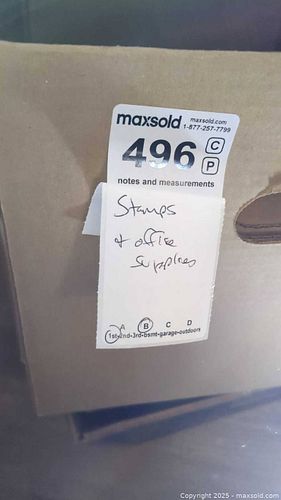 maxsold maxsold.com
1-877-257-7799
496 C
P
notes and measurements
Stamps
+ office
supplies
A B C D
1st-2nd-3rd-bsmt-garage-outdoors
Copyright © 2025 - maxsold.com